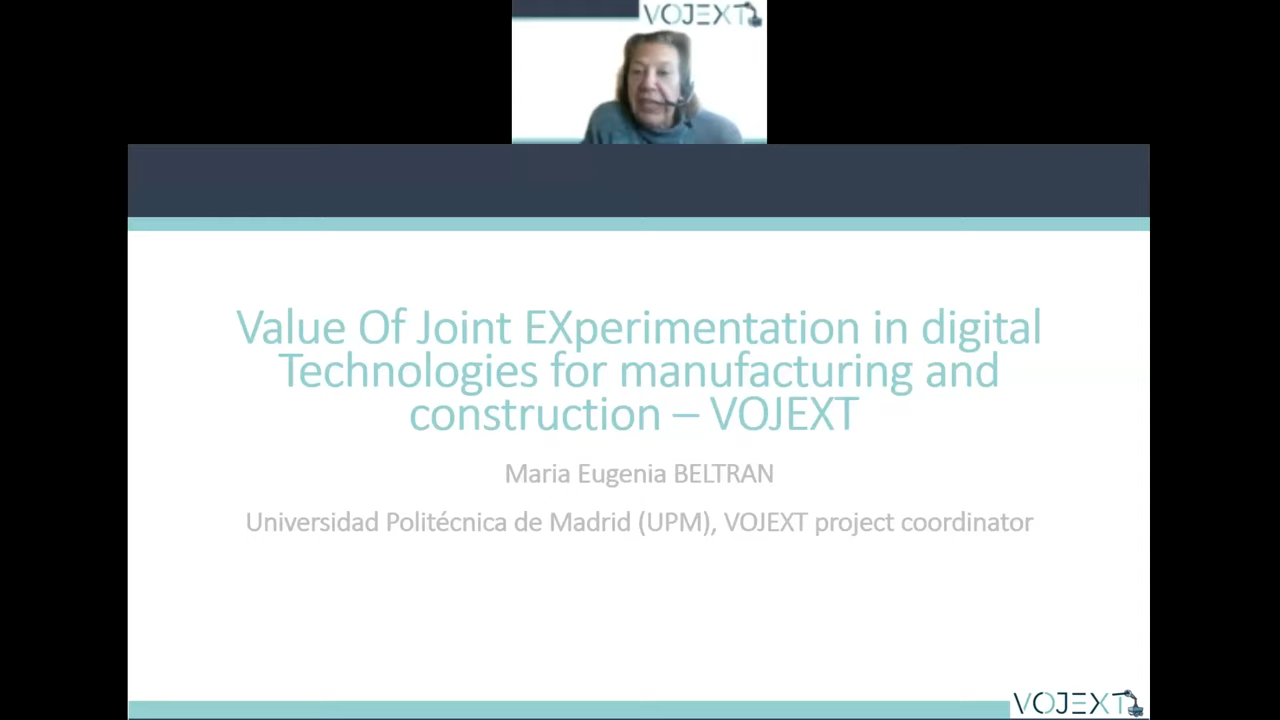 VOJEXT
Value Of Joint EXperimentation in digital
Technologies for manufacturing and
construction – VOJEXT
Maria Eugenia BELTRAN
Universidad Politécnica de Madrid (UPM), VOJEXT project coordinator
VOJEXT